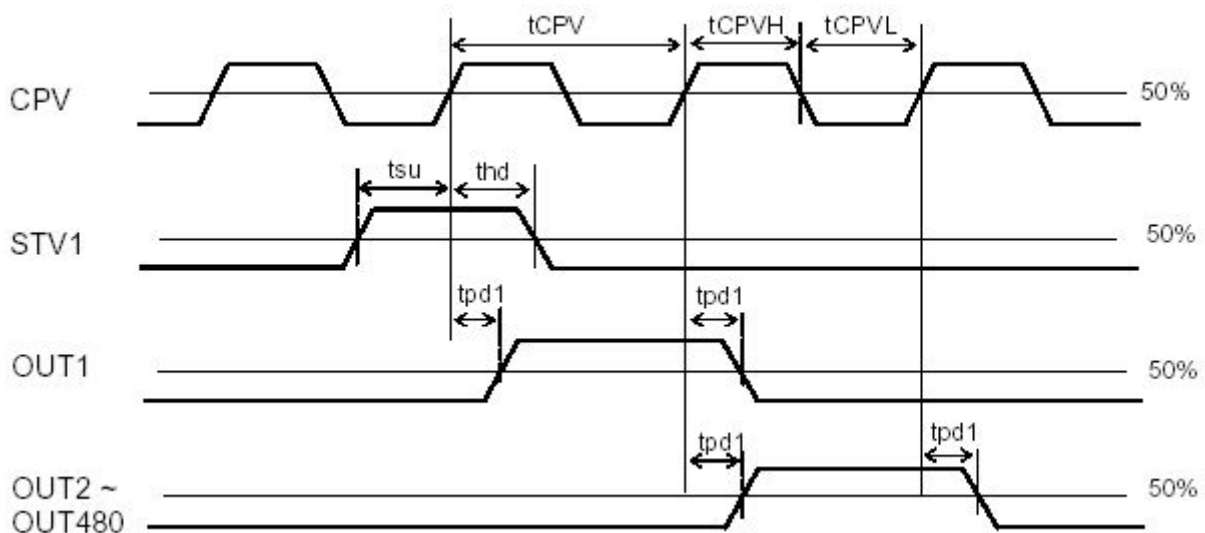 tCPV
tCPVH
tCPVL
CPV
50%
tsu
thd
STV1
50%
tpd1
tpd1
OUT1
50%
tpd1
tpd1
OUT2 ~
OUT480
50%